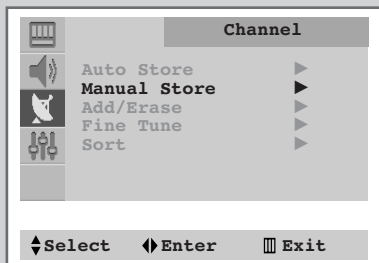 Channel
Auto Store
Manual Store
Add/Erase
Fine Tune
Sort
Select Enter Exit